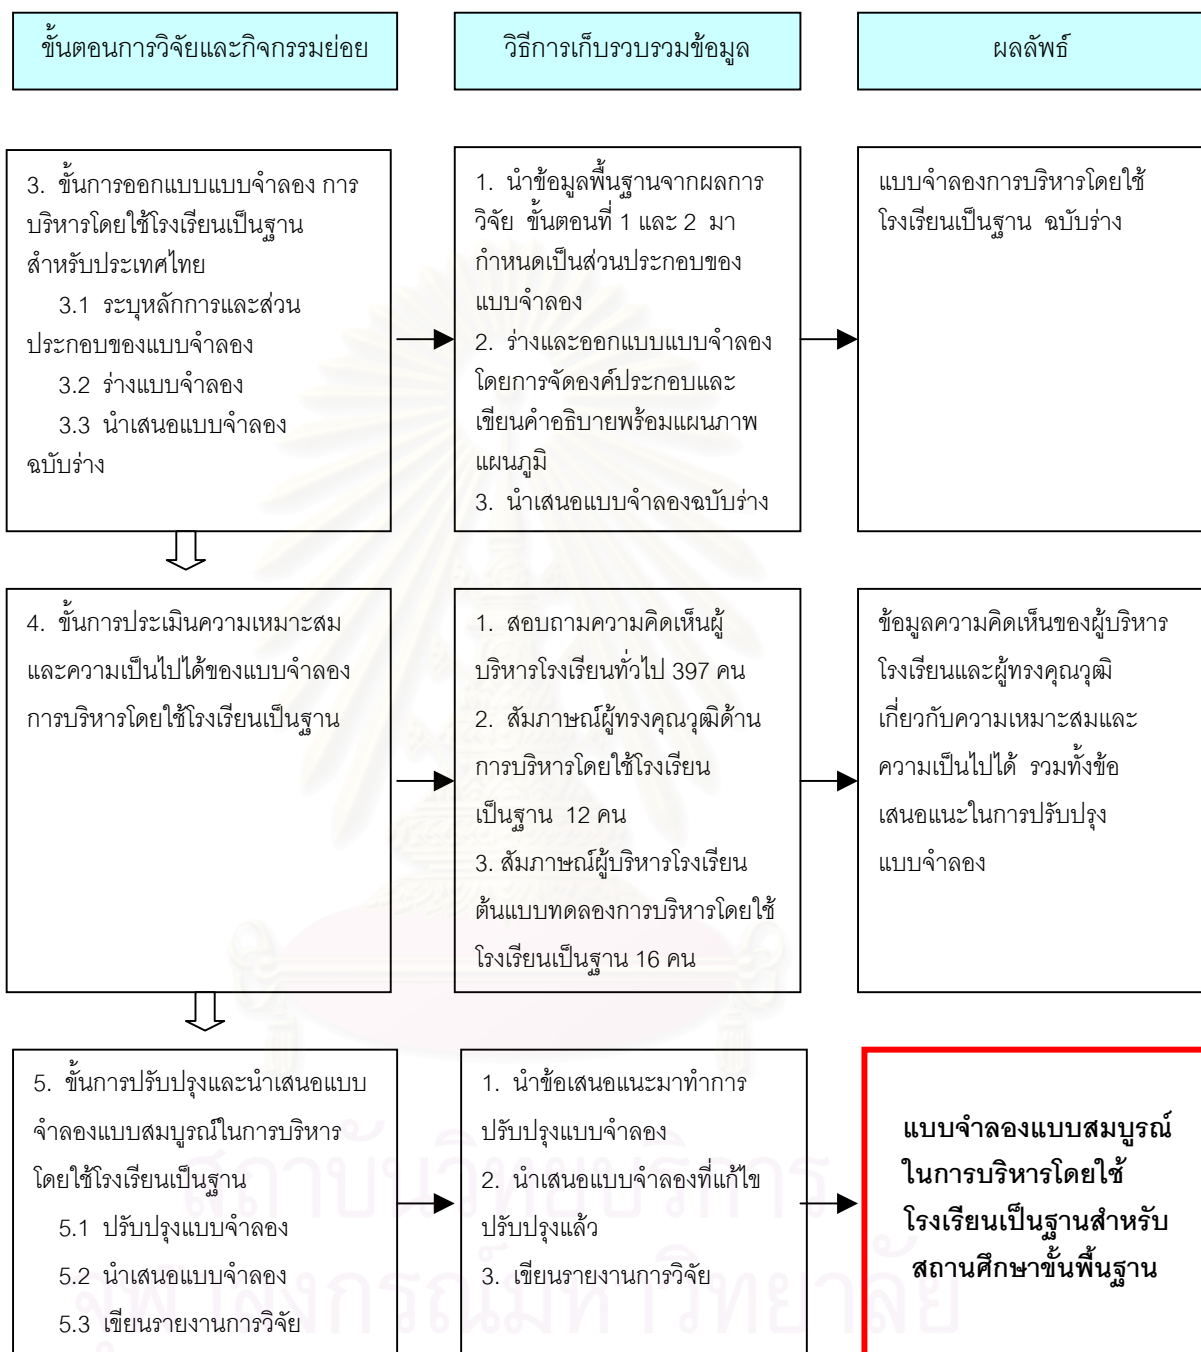 ขั้นตอนการวิจัยและกิจกรรมย่อย
วิธีการเก็บรวบรวมข้อมูล
ผลลัพธ์
3. ขั้นการออกแบบแบบจำลอง การ
บริหารโดยใช้โรงเรียนเป็นฐาน
สำหรับประเทศไทย
3.1 ระบุหลักการและส่วน
ประกอบของแบบจำลอง
3.2 ร่างแบบจำลอง
3.3 นำเสนอแบบจำลอง
ฉบับร่าง
1. นำข้อมูลพื้นฐานจากผลการ
วิจัย ขั้นตอนที่ 1 และ 2 มา
กำหนดเป็นส่วนประกอบของ
แบบจำลอง
2. ร่างและออกแบบแบบจำลอง
โดยการจัดองค์ประกอบและ
เขียนคำอธิบายพร้อมแผนภาพ
แผนภูมิ
3. นำเสนอแบบจำลองฉบับร่าง
แบบจำลองการบริหารโดยใช้
โรงเรียนเป็นฐาน ฉบับร่าง
4. ขั้นการประเมินความเหมาะสม
และความเป็นไปได้ของแบบจำลอง
การบริหารโดยใช้โรงเรียนเป็นฐาน
1. สอบถามความคิดเห็นผู้
บริหารโรงเรียนทั่วไป 397 คน
2. สัมภาษณ์ผู้ทรงคุณวุฒิด้าน
การบริหารโดยใช้โรงเรียน
เป็นฐาน 12 คน
3. สัมภาษณ์ผู้บริหารโรงเรียน
ต้นแบบทดลองการบริหารโดยใช้
โรงเรียนเป็นฐาน 16 คน
ข้อมูลความคิดเห็นของผู้บริหาร
โรงเรียนและผู้ทรงคุณวุฒิ
เกี่ยวกับความเหมาะสมและ
ความเป็นไปได้ รวมทั้งข้อ
เสนอแนะในการปรับปรุง
แบบจำลอง
5. ขั้นการปรับปรุงและนำเสนอแบบ
จำลองแบบสมบูรณ์ในการบริหาร
โดยใช้โรงเรียนเป็นฐาน
5.1 ปรับปรุงแบบจำลอง
5.2 นำเสนอแบบจำลอง
5.3 เขียนรายงานการวิจัย
1. นำข้อเสนอแนะมาทำการ
ปรับปรุงแบบจำลอง
2. นำเสนอแบบจำลองที่แก้ไข
ปรับปรุงแล้ว
3. เขียนรายงานการวิจัย
แบบจำลองแบบสมบูรณ์
ในการบริหารโดยใช้
โรงเรียนเป็นฐานสำหรับ
สถานศึกษาขั้นพื้นฐาน
สถาบันวิทยบริการ
จุฬาลงกรณ์มหาวิทยาลัย